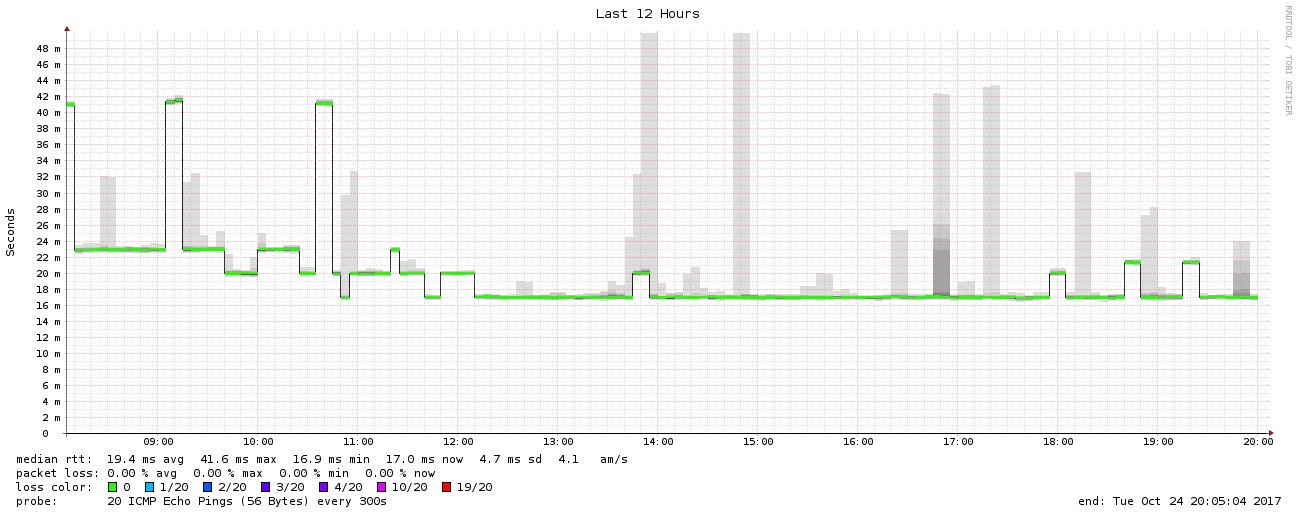 Last 12 Hours
RRDTOOL / TOBI OETIKER
Seconds
48 m
46 m
44 m
42 m
40 m
38 m
36 m
34 m
32 m
30 m
28 m
26 m
24 m
22 m
20 m
18 m
16 m
14 m
12 m
10 m
8 m
6 m
4 m
2 m
0
09:00 10:00 11:00 12:00 13:00 14:00 15:00 16:00 17:00 18:00 19:00 20:00
median rtt: 19.4 ms avg 41.6 ms max 16.9 ms min 17.0 ms now 4.7 ms sd 4.1 am/s
packet loss: 0.00 % avg 0.00 % max 0.00 % min 0.00 % now
loss color: 0 1/20 2/20 3/20 4/20 10/20 19/20
probe: 20 ICMP Echo Pings (56 Bytes) every 300s end: Tue Oct 24 20:05:04 2017